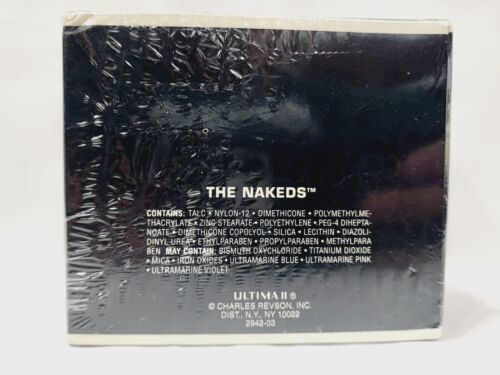 THE NAKEDS™
CONTAINS: TALC • NYLON-12 • DIMETHICONE • POLYMETHYLME-
THACRYLATE • ZINC STEARATE • POLYETHYLENE • PEG-4 DIHEPTA-
NOATE • DIMETHICONE COPOLYOL • SILICA • LECITHIN • DIAZOLI-
DINYL UREA • ETHYLPARABEN • PROPYLPARABEN • METHYLPARA
BEN MAY CONTAIN: BISMUTH OXYCHLORIDE • TITANIUM DIOXIDE
• MICA • IRON OXIDES • ULTRAMARINE BLUE • ULTRAMARINE PINK
• ULTRAMARINE VIOLET
ULTIMA II ®
© CHARLES REVSON, INC.
DIST., N.Y., NY 10022
2942-03